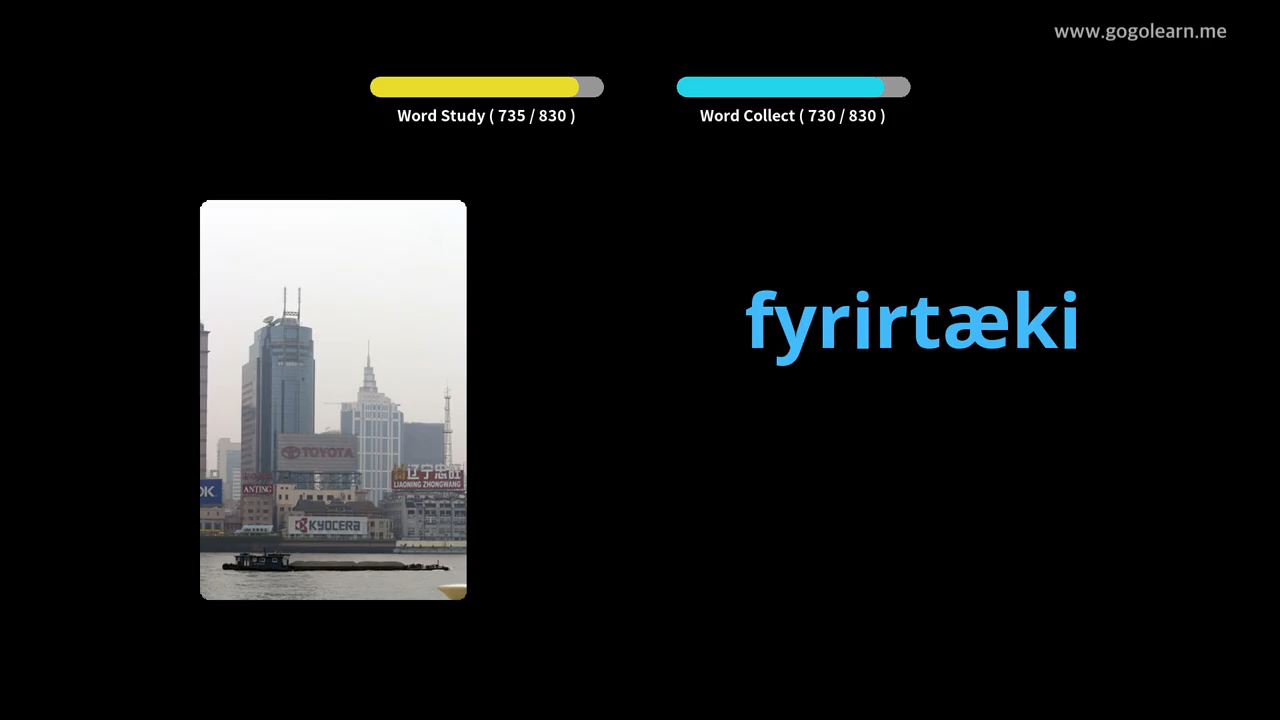 www.gogolearn.me
Word Study ( 735 / 830 )
Word Collect ( 730 / 830 )
fyrirtæki
TOYOTA
辽宁忠旺
LIAONING ZHONGWANG
OK
ANTING
KYOCERA